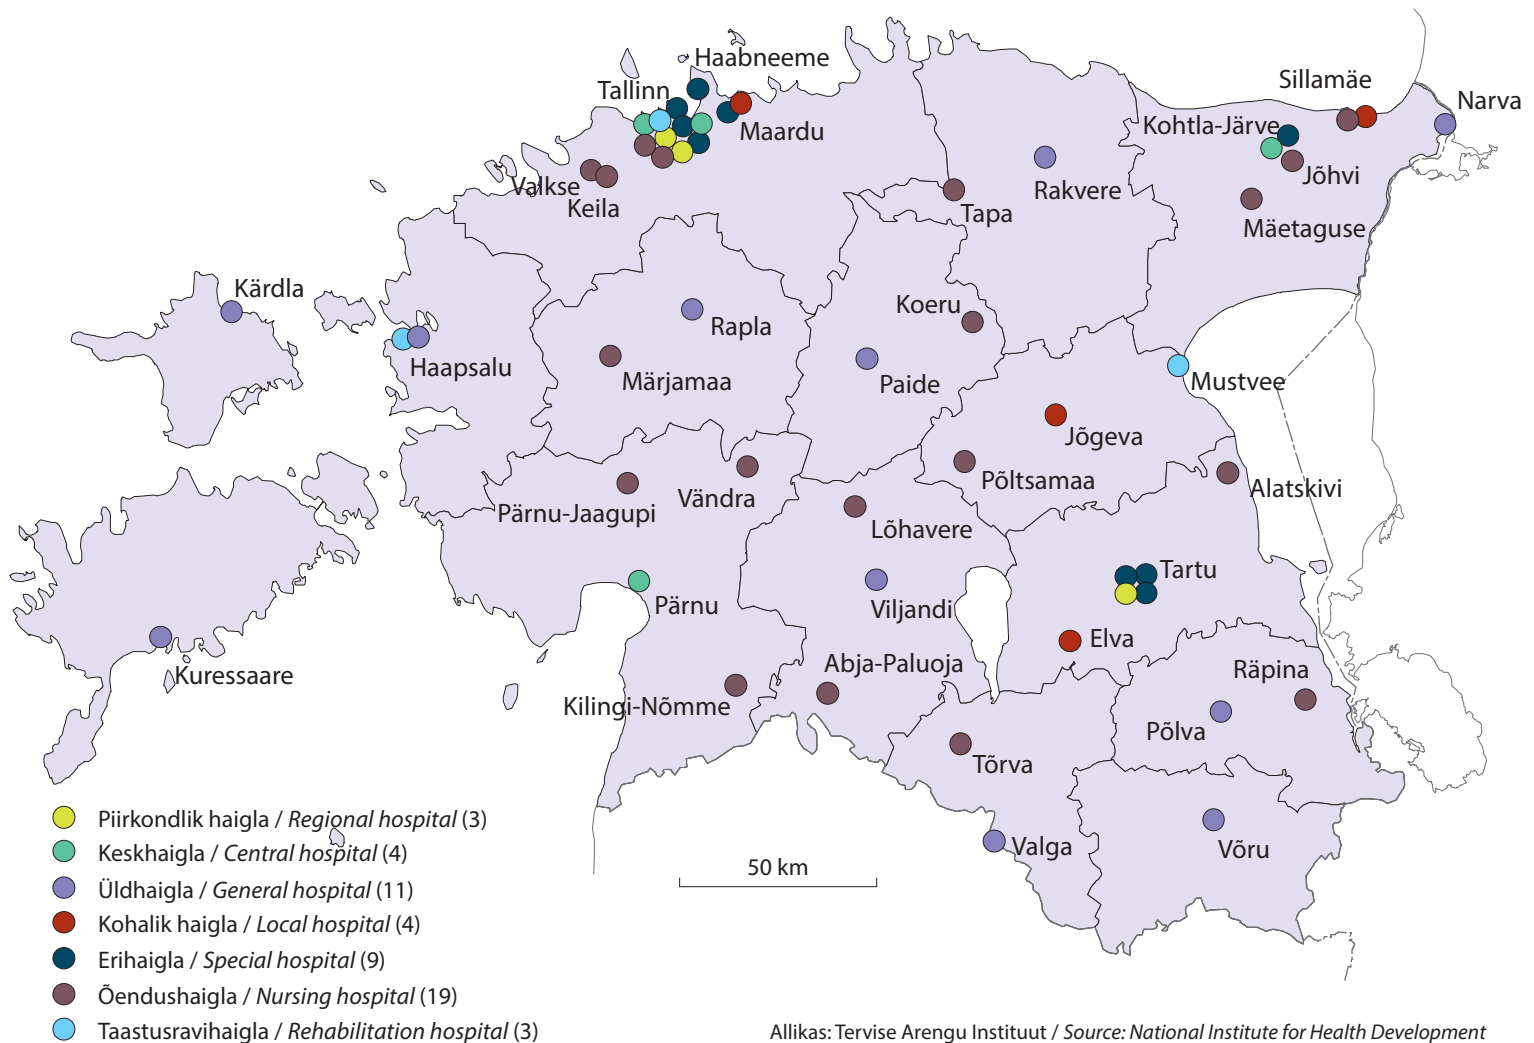 Haabneeme
Tallinn
Maardu
Valkse
Keila
Sillamäe
Narva
Kohtla-Järve
Jõhvi
Mäetaguse
Rakvere
Tapa
Kärdla
Haapsalu
Rapla
Märjamaa
Koeru
Paide
Mustvee
Jõgeva
Põltsamaa
Alatskivi
Vändra
Pärnu-Jaagupi
Lõhavere
Tartu
Pärnu
Viljandi
Elva
Kuressaare
Abja-Paluoja
Räpina
Kilingi-Nõmme
Põlva
Tõrva
Valga
Võru
Piirkondlik haigla / Regional hospital (3)
Keskhaigla / Central hospital (4)
Üldhaigla / General hospital (11)
Kohalik haigla / Local hospital (4)
Erihaigla / Special hospital (9)
Õendushaigla / Nursing hospital (19)
Taastusravihaigla / Rehabilitation hospital (3)
50 km
Allikas: Tervise Arengu Instituut / Source: National Institute for Health Development